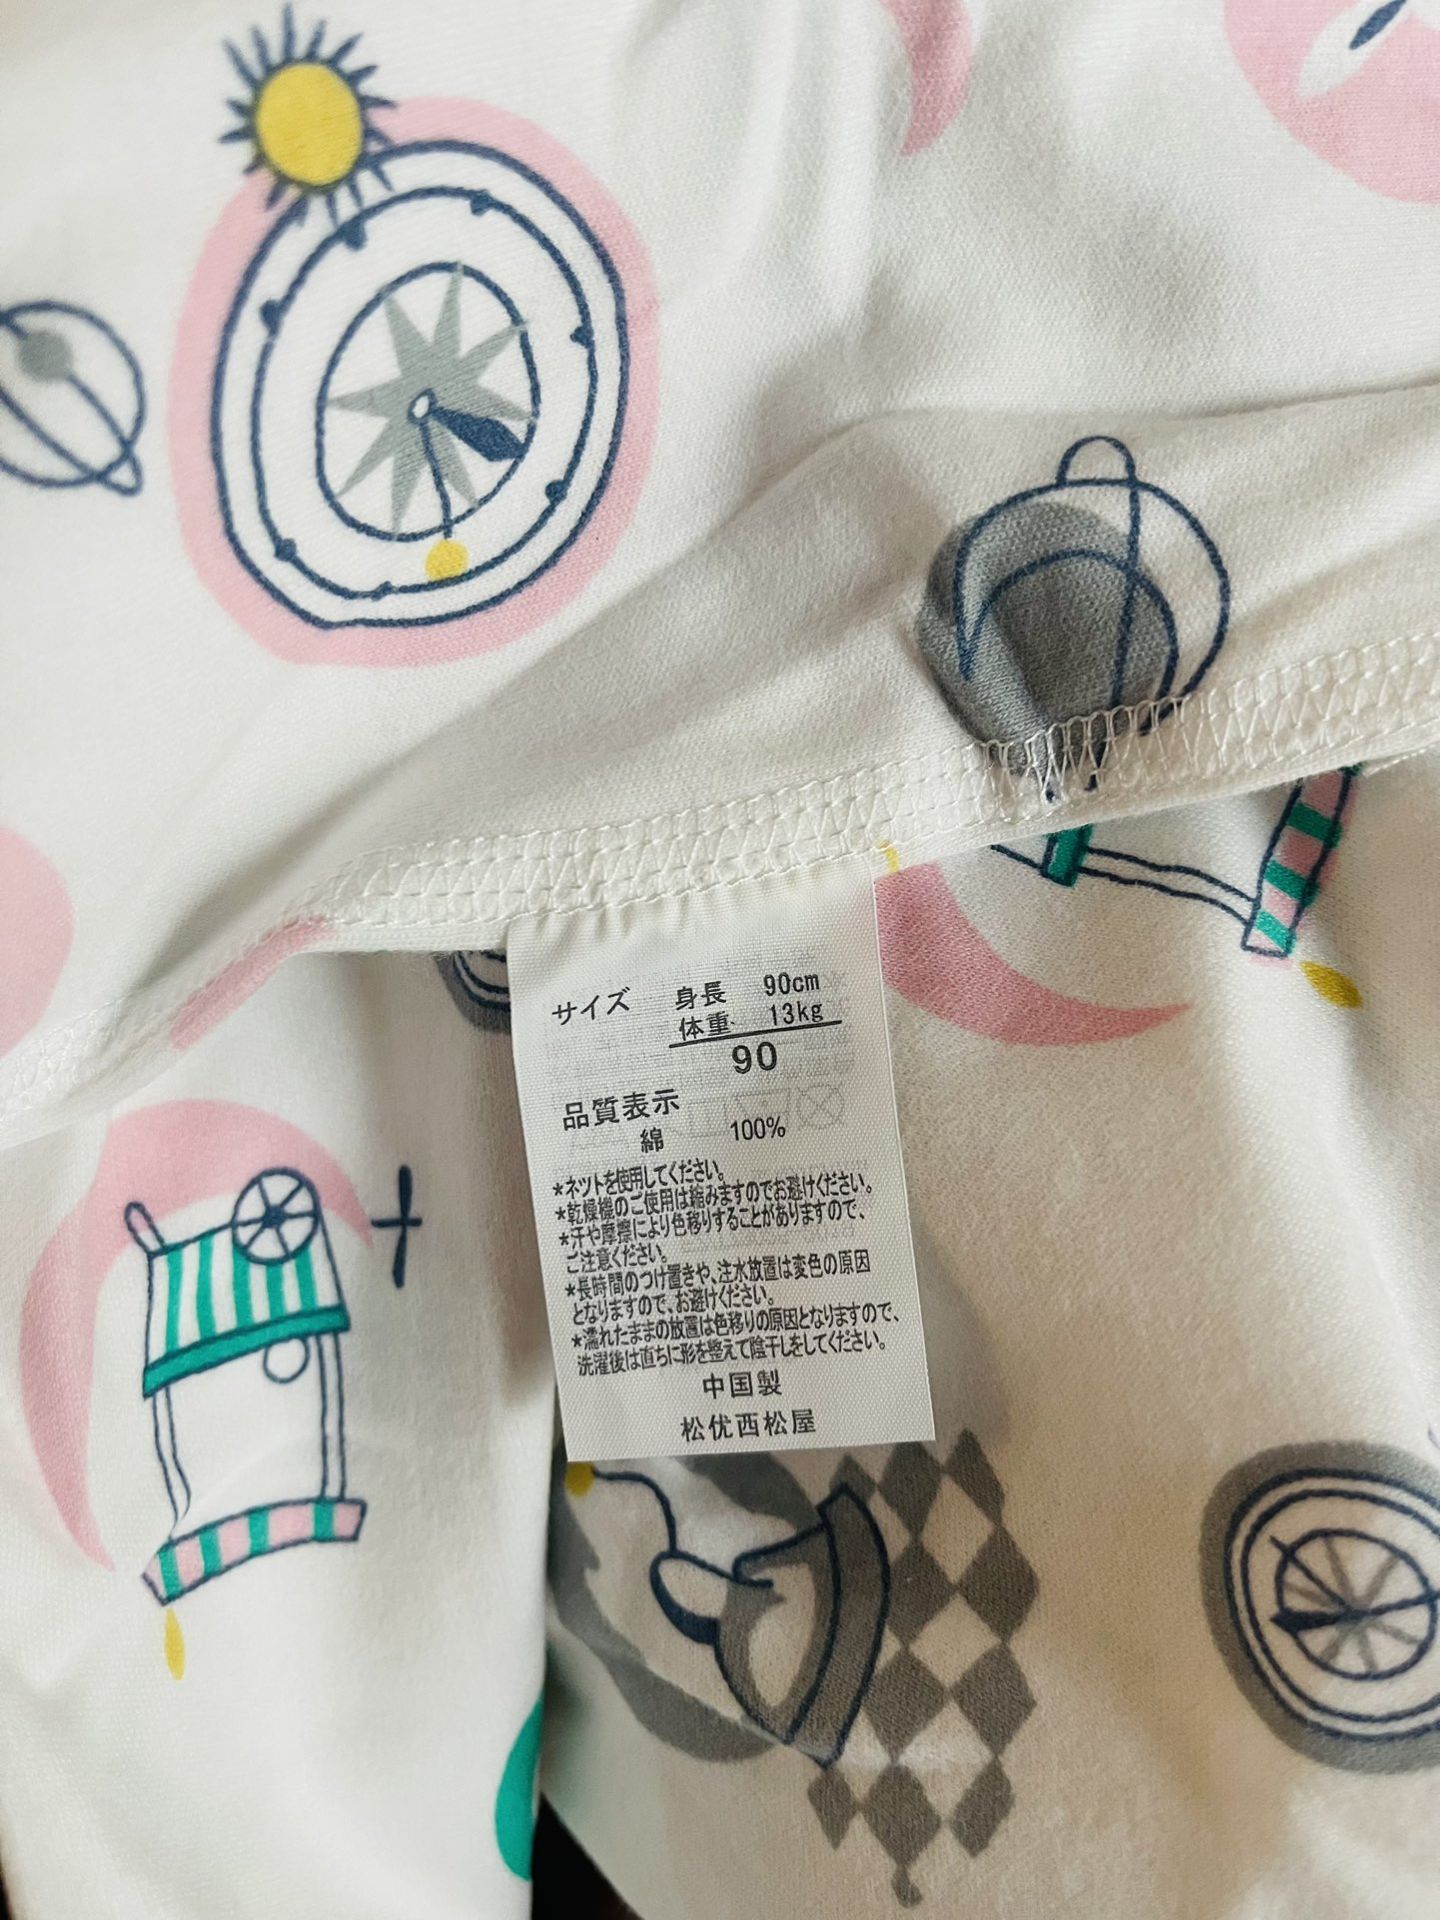 サイズ 身長 90cm
体重 13kg
90
品質表示
綿 100%
*ネットを使用してください。
*乾燥機のご使用は縮みますのでお避けください。
*汗や摩擦により色移りすることがありますので、
ご注意ください。
*長時間のつけ置きや、注水放置は変色の原因
となりますので、お避けください。
*濡れたままの放置は色移りの原因となりますので、
洗濯後は直ちに形を整えて陰干しをしてください。
中国製
松优西松屋